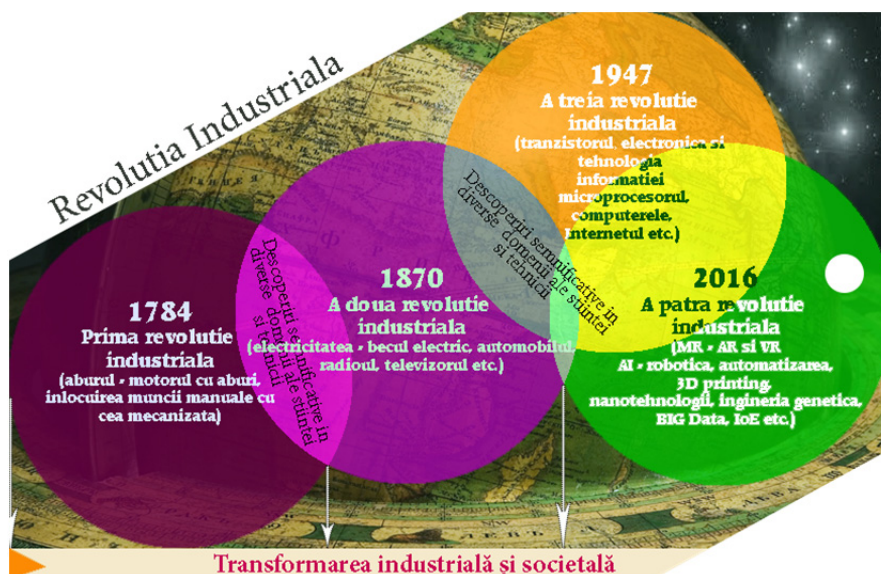 Revolutia Industriala
1947
A treia revolutie
industriala
(tranzistorul, electronica si
tehnologia
informatiei
microprocesorul,
computerele,
Internetul etc.)
Descoperiri semnificative in
diverse domenii ale stiintei
si tehnicii
1870
A doua revolutie
industriala
(electricitatea - becul electric, automobilul,
radioul, televizorul etc.)
2016
A patra revolutie
industriala
(MR - AR si VR
AI - robotica, automatizarea,
3D printing,
nanotehnologii, ingineria genetica,
BIG Data, IoE etc.)
Descoperiri semnificative in
diverse domenii ale stiintei
si tehnicii
1784
Prima revolutie
industriala
(aburul - motorul cu aburi,
inlocuirea muncii manuale cu
cea mecanizata)
Transformarea industrială și societală